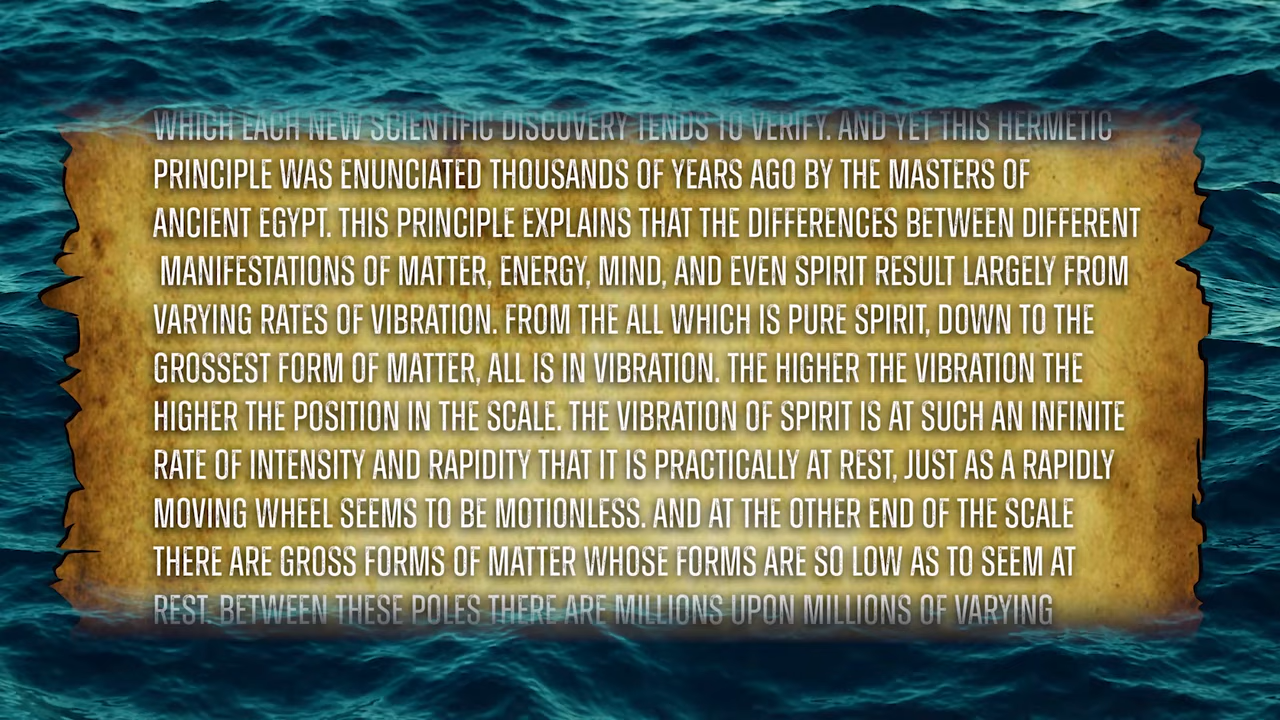 WHICH EACH NEW SCIENTIFIC DISCOVERY TENDS TO VERIFY. AND YET THIS HERMETIC
PRINCIPLE WAS ENUNCIATED THOUSANDS OF YEARS AGO BY THE MASTERS OF
ANCIENT EGYPT. THIS PRINCIPLE EXPLAINS THAT THE DIFFERENCES BETWEEN DIFFERENT
MANIFESTATIONS OF MATTER, ENERGY, MIND, AND EVEN SPIRIT RESULT LARGELY FROM
VARYING RATES OF VIBRATION. FROM THE ALL WHICH IS PURE SPIRIT, DOWN TO THE
GROSSEST FORM OF MATTER, ALL IS IN VIBRATION. THE HIGHER THE VIBRATION THE
HIGHER THE POSITION IN THE SCALE. THE VIBRATION OF SPIRIT IS AT SUCH AN INFINITE
RATE OF INTENSITY AND RAPIDITY THAT IT IS PRACTICALLY AT REST, JUST AS A RAPIDLY
MOVING WHEEL SEEMS TO BE MOTIONLESS. AND AT THE OTHER END OF THE SCALE
THERE ARE GROSS FORMS OF MATTER WHOSE FORMS ARE SO LOW AS TO SEEM AT
REST. BETWEEN THESE POLES THERE ARE MILLIONS UPON MILLIONS OF VARYING